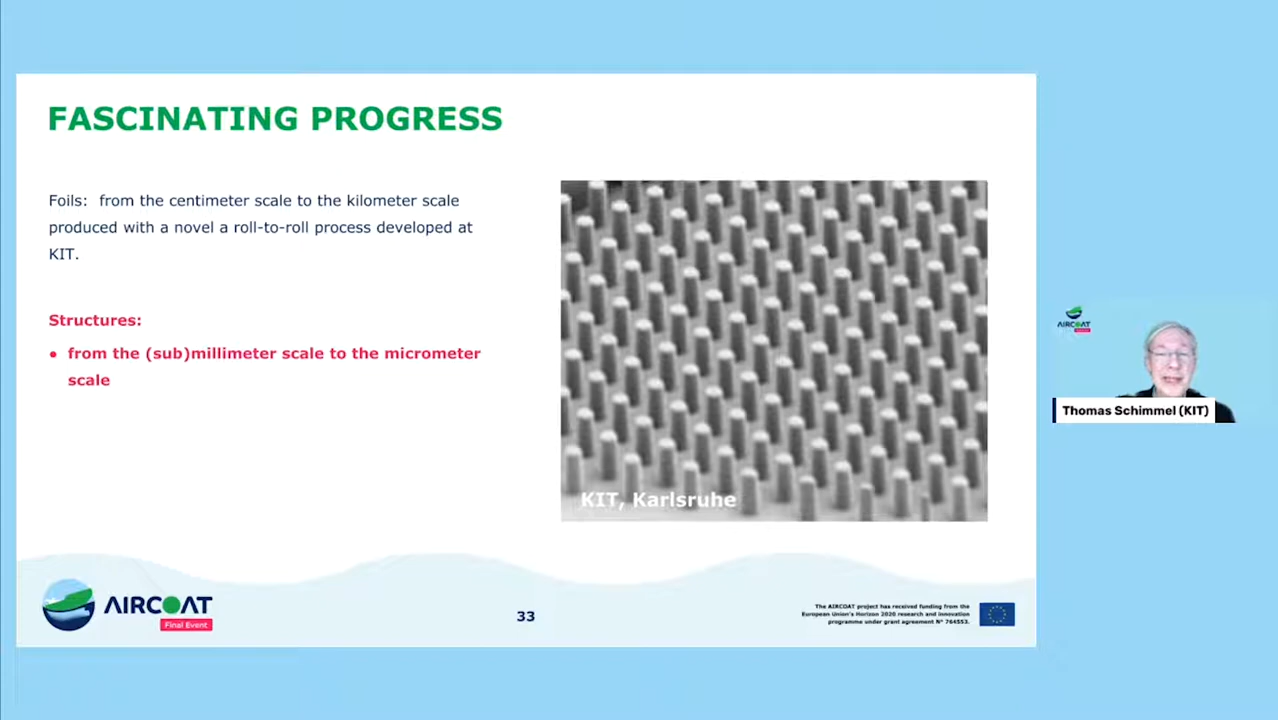 FASCINATING PROGRESS
Foils: from the centimeter scale to the kilometer scale
produced with a novel a roll-to-roll process developed at
KIT.
Structures:
• from the (sub)millimeter scale to the micrometer
scale
KIT, Karlsruhe
AIRCOAT
Final Event
33
The AIRCOAT project has received funding from the
European Union's Horizon 2020 research and innovation
programme under grant agreement N° 764553.
AIRCOAT
Thomas Schimmel (KIT)